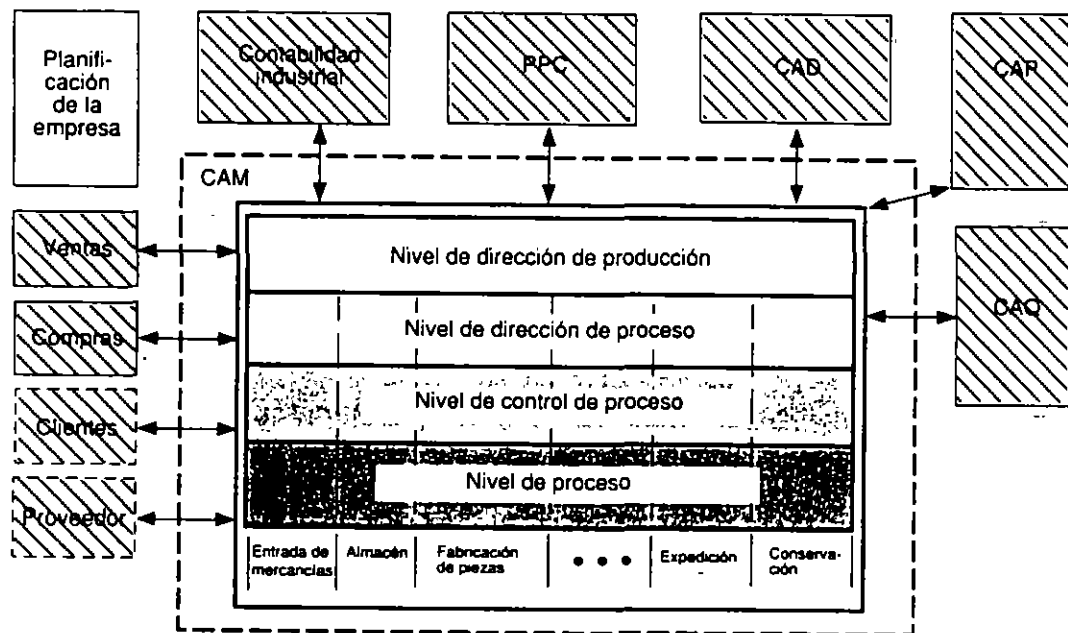 Planifi-
cación
de la
empresa
Contabilidad
industrial
PPC
CAD
CAP
CAM
Ventas
Compras
Clientes
Proveedor
CAQ
Nivel de dirección de producción
Nivel de dirección de proceso
Nivel de control de proceso
Nivel de proceso
Entrada de
mercancías
Almacén
Fabricación
de piezas
• • •
Expedición
Conserva-
ción